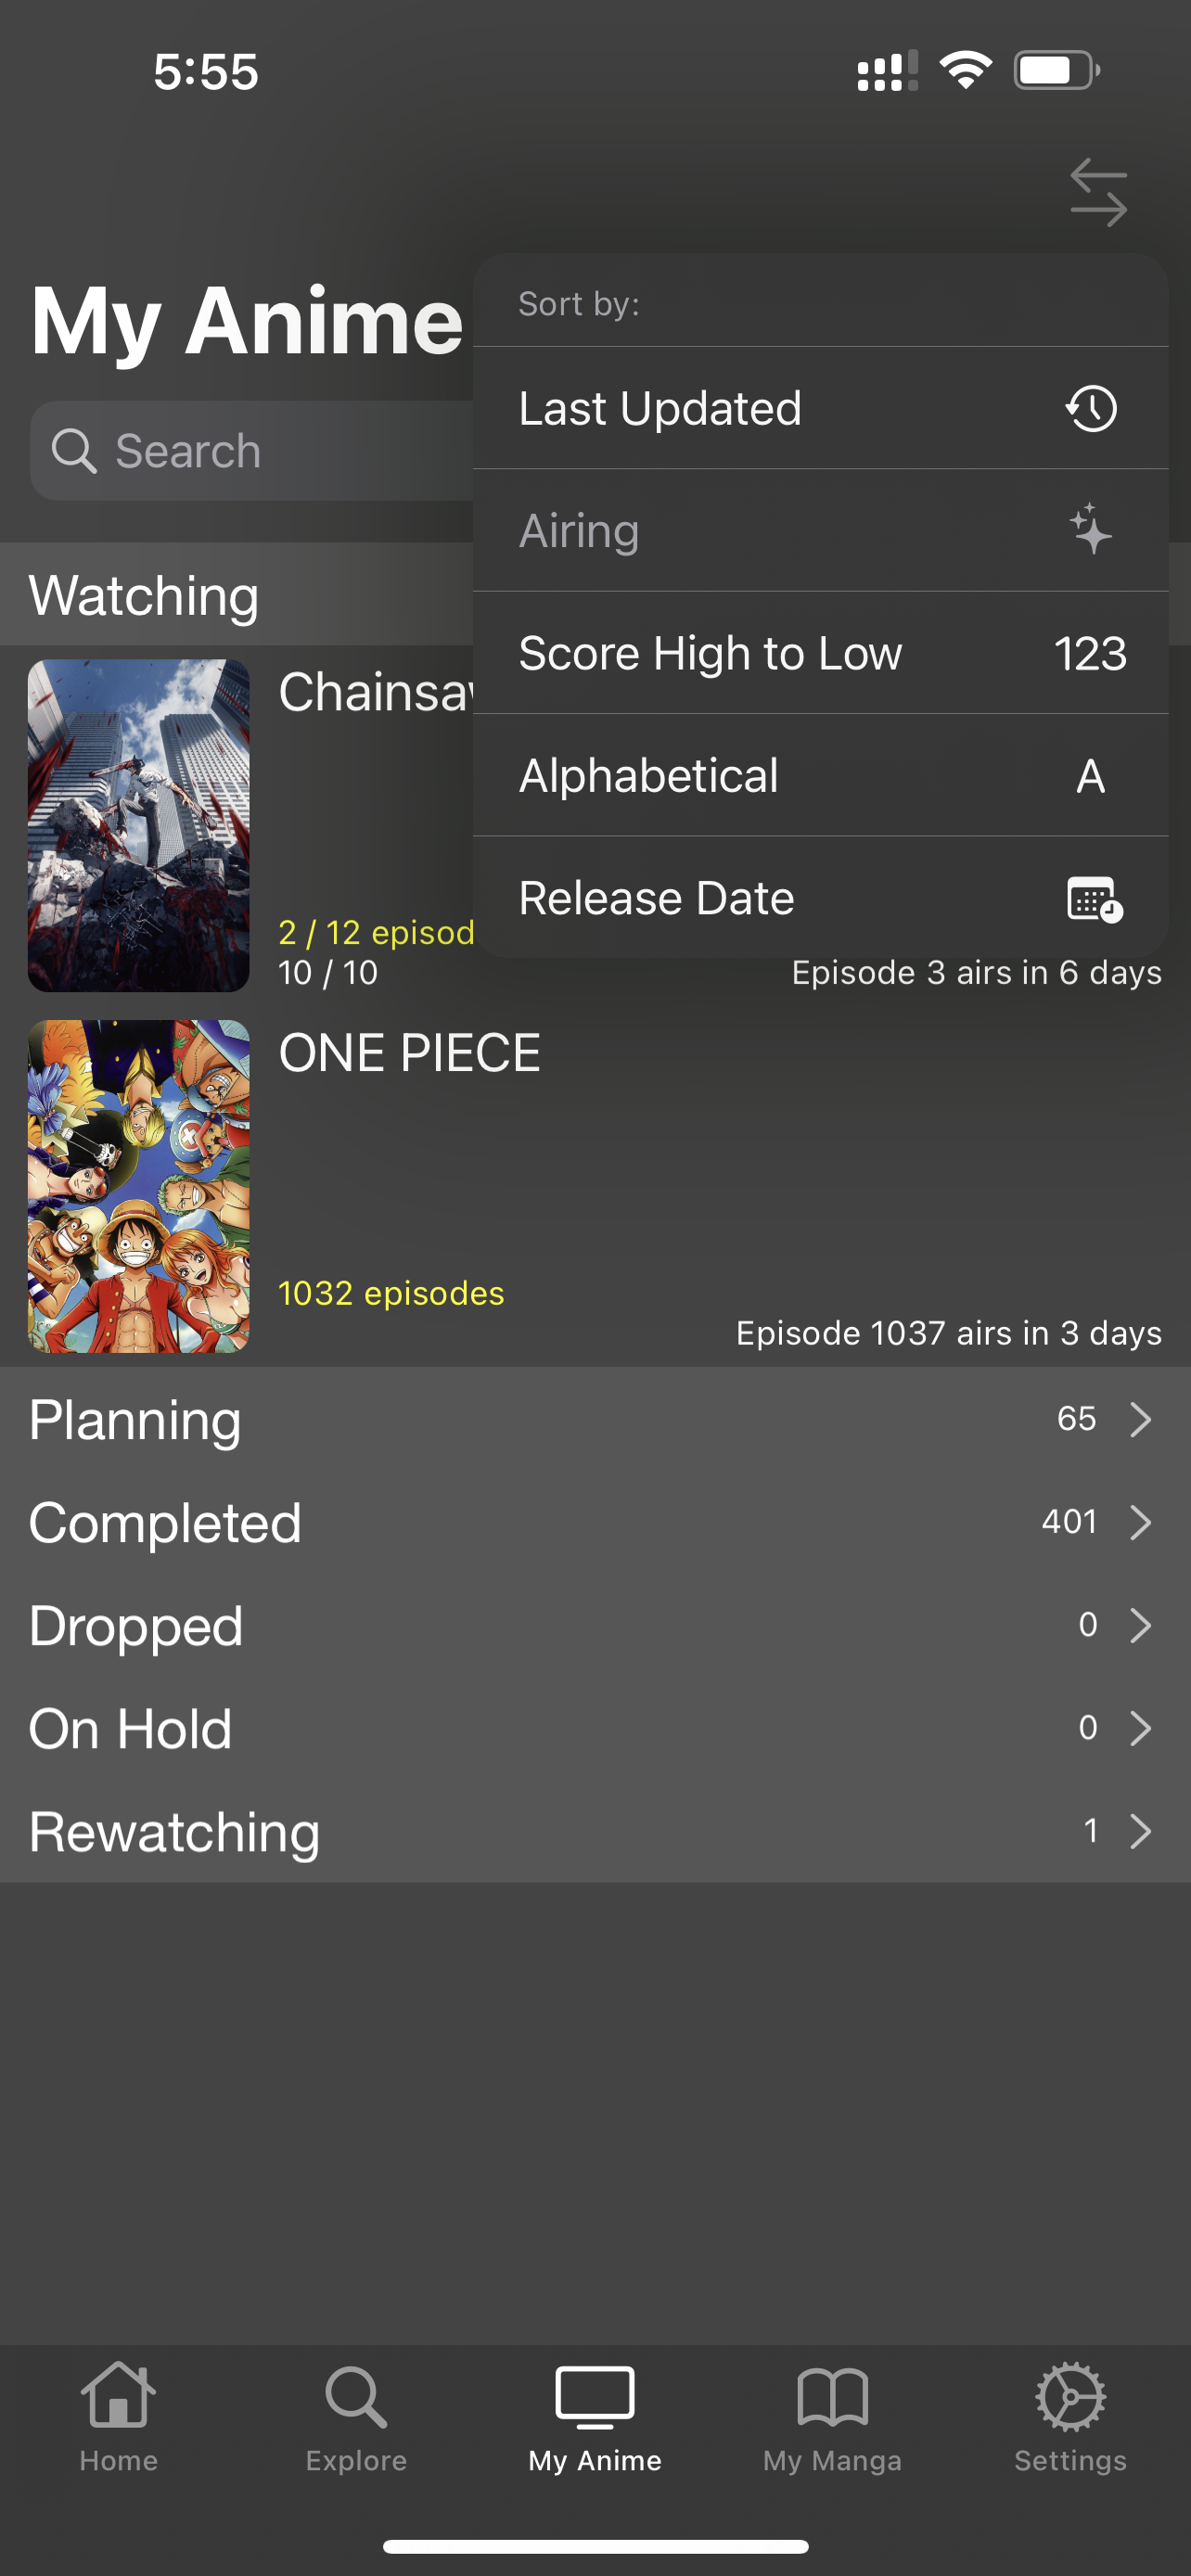 5:55
Sort by:
My Anime
Last Updated
Search
Airing
Watching
Score High to Low 123
Chainsaw
Alphabetical A
Release Date
2 / 12 episod
10 / 10 Episode 3 airs in 6 days
ONE PIECE
1032 episodes
Episode 1037 airs in 3 days
Planning 65
Completed 401
Dropped 0
On Hold 0
Rewatching 1
Home Explore My Anime My Manga Settings